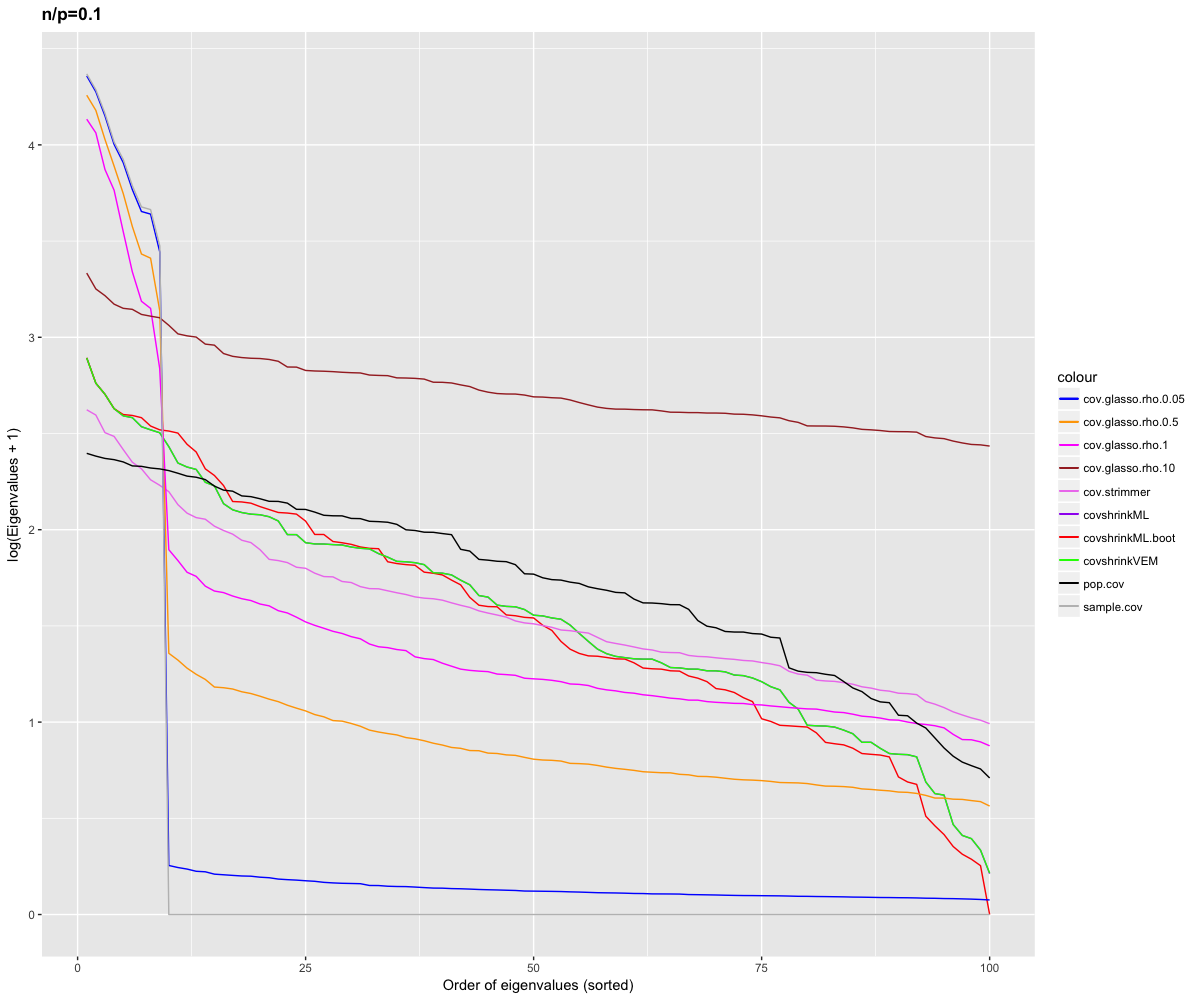 n/p=0.1
log(Eigenvalues + 1)
4
3
2
1
0
0
25
50
75
100
Order of eigenvalues (sorted)
colour
cov.glasso.rho.0.05
cov.glasso.rho.0.5
cov.glasso.rho.1
cov.glasso.rho.10
cov.strimmer
covshrinkML
covshrinkML.boot
covshrinkVEM
pop.cov
sample.cov